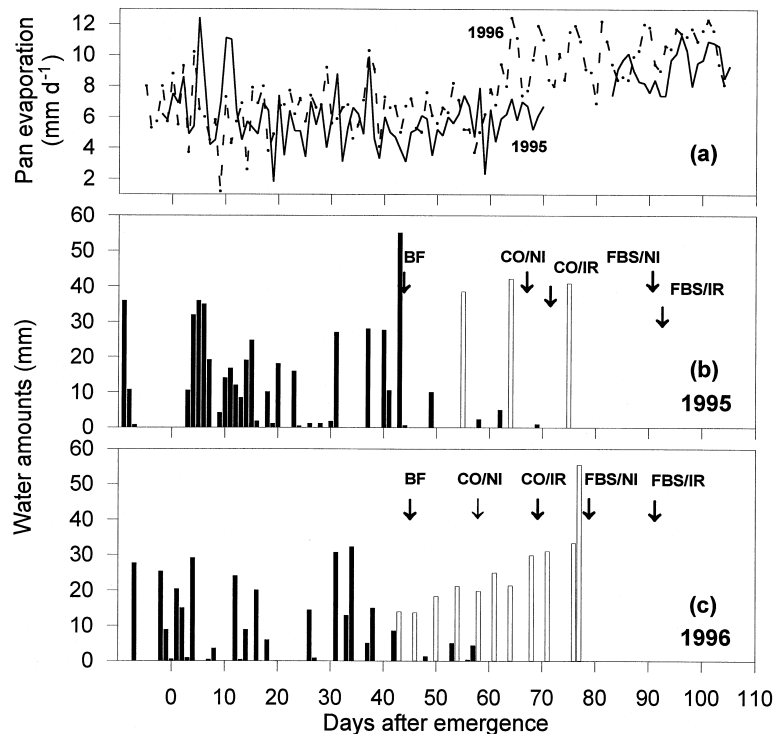 Pan evaporation
(mm d⁻¹)
12
10
8
6
4
2
1996
1995
(a)
Water amounts (mm)
60
50
40
30
20
10
0
BF
CO/NI
CO/IR
FBS/NI
FBS/IR
(b)
1995
60
50
40
30
20
10
0
BF
CO/NI
CO/IR
FBS/NI
FBS/IR
(c)
1996
0 10 20 30 40 50 60 70 80 90 100 110
Days after emergence